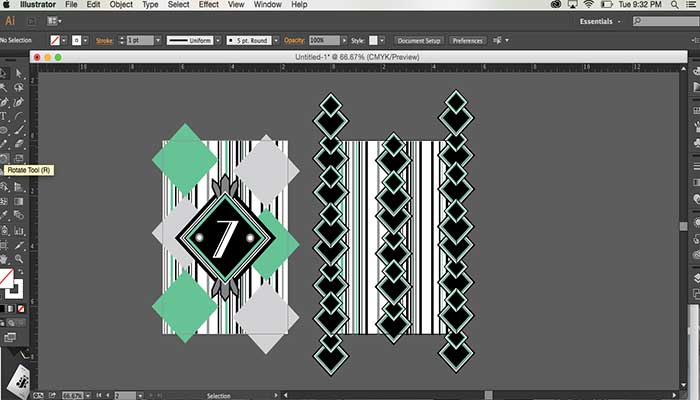 Illustrator File Edit Object Type Select Effect View Window Help Tue 9:32 PM
Ai Essentials
No Selection Stroke: 1 pt Uniform 5 pt. Round Opacity: 100% Style: Document Setup Preferences
Untitled-1* @ 66.67% (CMYK/Preview)
Rotate Tool (R)
7
66.67% 2 Selection